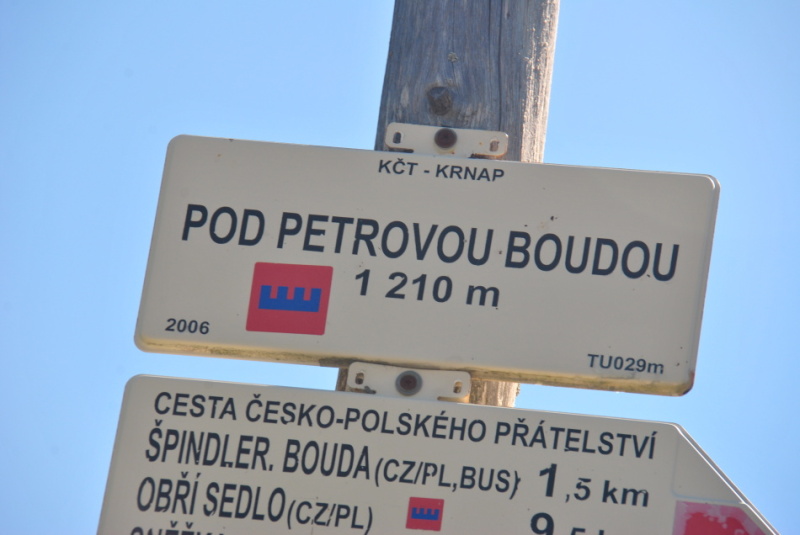 KČT - KRNAP
POD PETROVOU BOUDOU
1 210 m
2006
TU029m
CESTA ČESKO-POLSKÉHO PŘÁTELSTVÍ
ŠPINDLER. BOUDA (CZ/PL,BUS) 1,5 km
OBŘÍ SEDLO (CZ/PL)